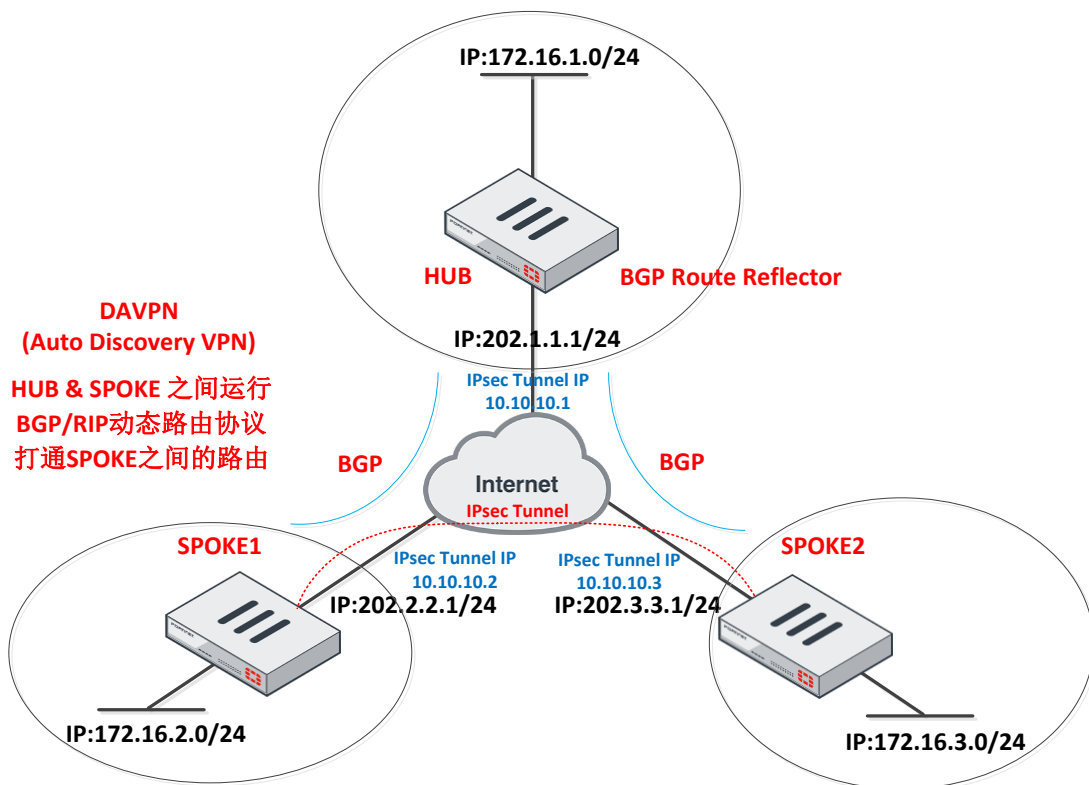 IP:172.16.1.0/24
HUB
BGP Route Reflector
DAVPN
(Auto Discovery VPN)
HUB & SPOKE 之间运行
BGP/RIP动态路由协议
打通SPOKE之间的路由
IP:202.1.1.1/24
IPsec Tunnel IP
10.10.10.1
BGP
BGP
Internet
IPsec Tunnel
SPOKE1
SPOKE2
IPsec Tunnel IP
10.10.10.2
IPsec Tunnel IP
10.10.10.3
IP:202.2.2.1/24
IP:202.3.3.1/24
IP:172.16.2.0/24
IP:172.16.3.0/24
FORTINET
FORTINET
FORTINET